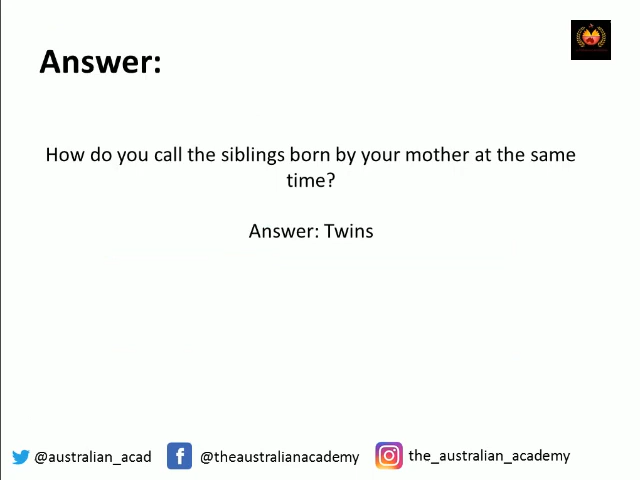 Answer:
How do you call the siblings born by your mother at the same
time?
Answer: Twins
@australian_acad @theaustralianacademy the_australian_academy